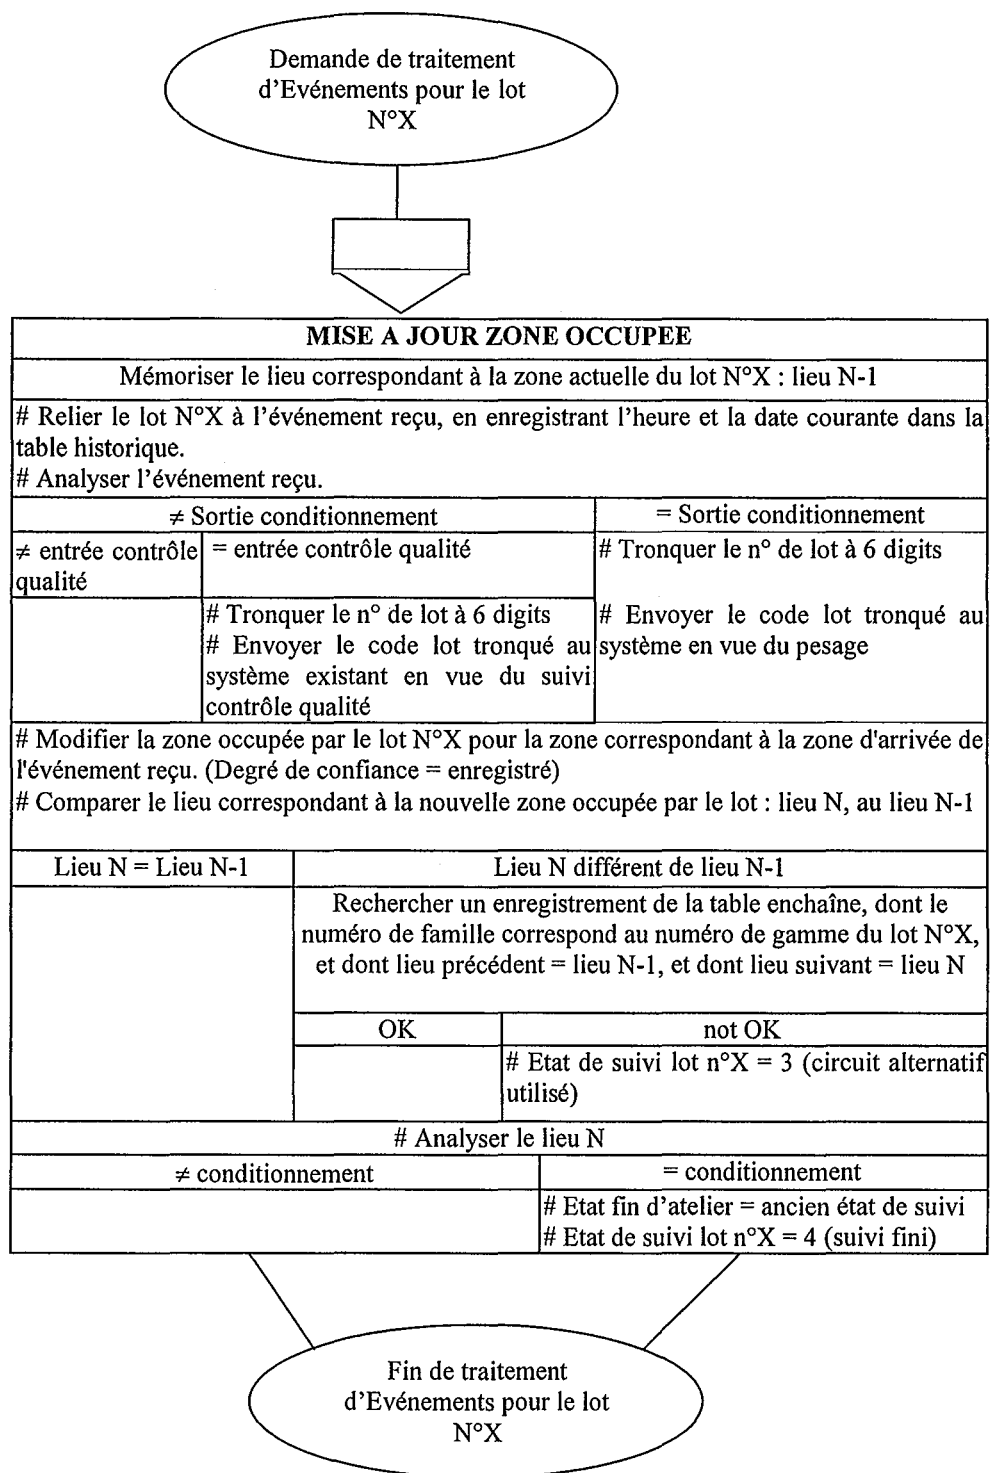 Demande de traitement
d'Evénements pour le lot
N°X
MISE A JOUR ZONE OCCUPEE
Mémoriser le lieu correspondant à la zone actuelle du lot N°X : lieu N-1
# Relier le lot N°X à l'événement reçu, en enregistrant l'heure et la date courante dans la
table historique.
# Analyser l'événement reçu.
≠ Sortie conditionnement
= Sortie conditionnement
≠ entrée contrôle
qualité
= entrée contrôle qualité
# Tronquer le n° de lot à 6 digits
# Tronquer le n° de lot à 6 digits
# Envoyer le code lot tronqué au
système existant en vue du suivi
contrôle qualité
# Envoyer le code lot tronqué au
système en vue du pesage
# Modifier la zone occupée par le lot N°X pour la zone correspondant à la zone d'arrivée de
l'événement reçu. (Degré de confiance = enregistré)
# Comparer le lieu correspondant à la nouvelle zone occupée par le lot : lieu N, au lieu N-1
Lieu N = Lieu N-1
Lieu N différent de lieu N-1
Rechercher un enregistrement de la table enchaîne, dont le
numéro de famille correspond au numéro de gamme du lot N°X,
et dont lieu précédent = lieu N-1, et dont lieu suivant = lieu N
OK
not OK
# Etat de suivi lot n°X = 3 (circuit alternatif
utilisé)
# Analyser le lieu N
≠ conditionnement
= conditionnement
# Etat fin d'atelier = ancien état de suivi
# Etat de suivi lot n°X = 4 (suivi fini)
Fin de traitement
d'Evénements pour le lot
N°X